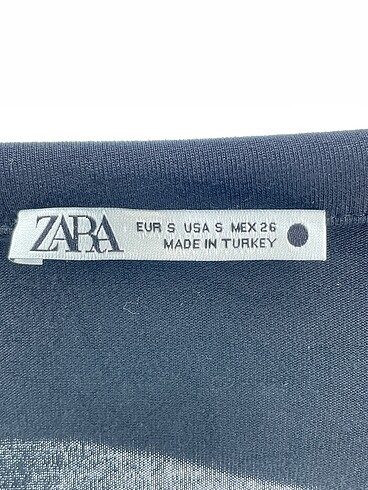 ZARA
EUR S USA S MEX 26
MADE IN TURKEY